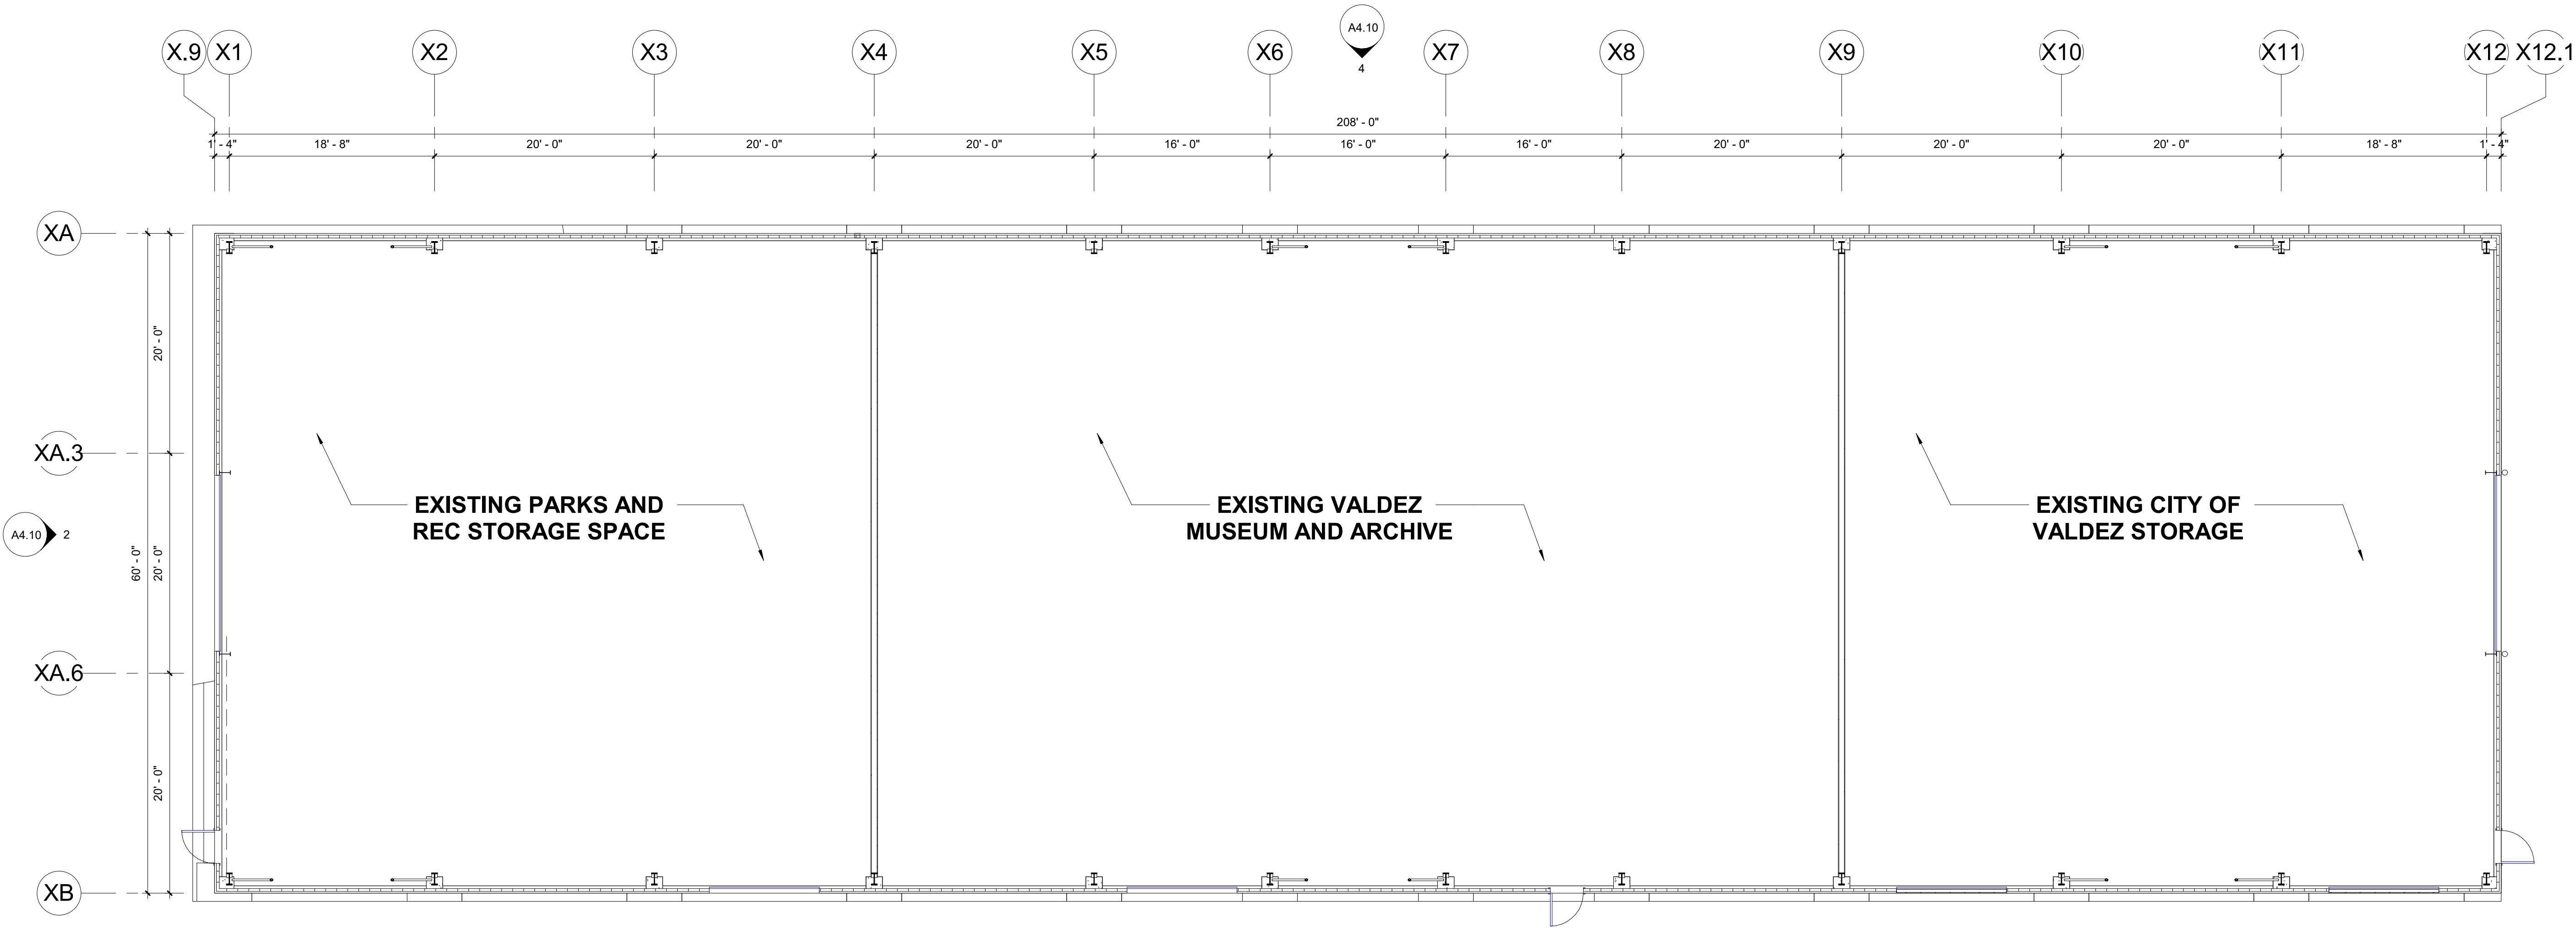 A4.10
4
X.9 X1 X2 X3 X4 X5 X6 X7 X8 X9 X10 X11 X12 X12.1
208' - 0"
1' - 4" 18' - 8" 20' - 0" 20' - 0" 20' - 0" 16' - 0" 16' - 0" 16' - 0" 20' - 0" 20' - 0" 20' - 0" 18' - 8" 1' - 4"
XA
20' - 0"
XA.3
EXISTING PARKS AND
REC STORAGE SPACE
EXISTING VALDEZ
MUSEUM AND ARCHIVE
EXISTING CITY OF
VALDEZ STORAGE
A4.10 2
60' - 0"
20' - 0"
XA.6
20' - 0"
XB